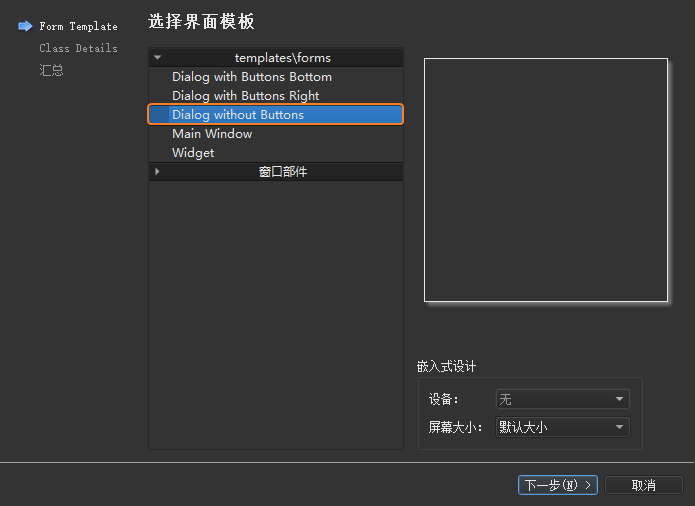 Form Template
Class Details
汇总
选择界面模板
templates\forms
Dialog with Buttons Bottom
Dialog with Buttons Right
Dialog without Buttons
Main Window
Widget
窗口部件
嵌入式设计
设备: 无
屏幕大小: 默认大小
下一步(N) >
取消